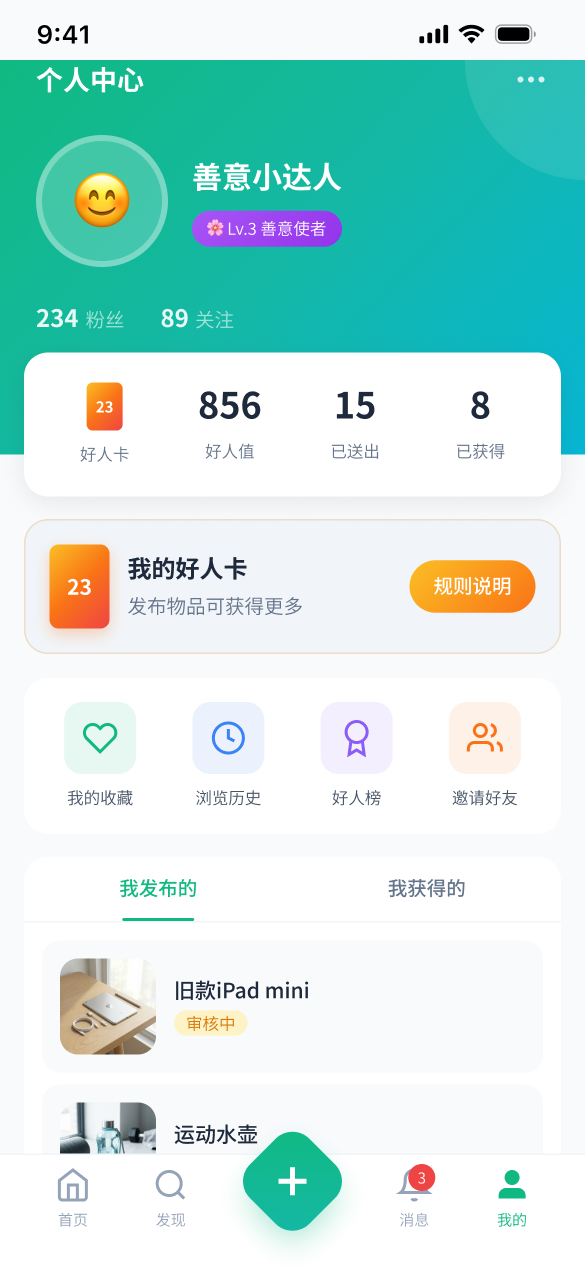 9:41
个人中心
善意小达人
🌸 Lv.3 善意使者
234 粉丝 89 关注
23 856 15 8
好人卡 好人值 已送出 已获得
23
我的好人卡
发布物品可获得更多
规则说明
我的收藏 浏览历史 好人榜 邀请好友
我发布的 我获得的
旧款iPad mini
审核中
运动水壶
3
首页 发现 消息 我的